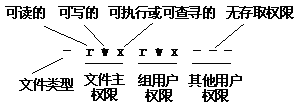 可读的 可写的 可执行或可查寻的 无存取权限
- r w x r w x - - -
文件类型 文件主权限 组用户权限 其他用户权限